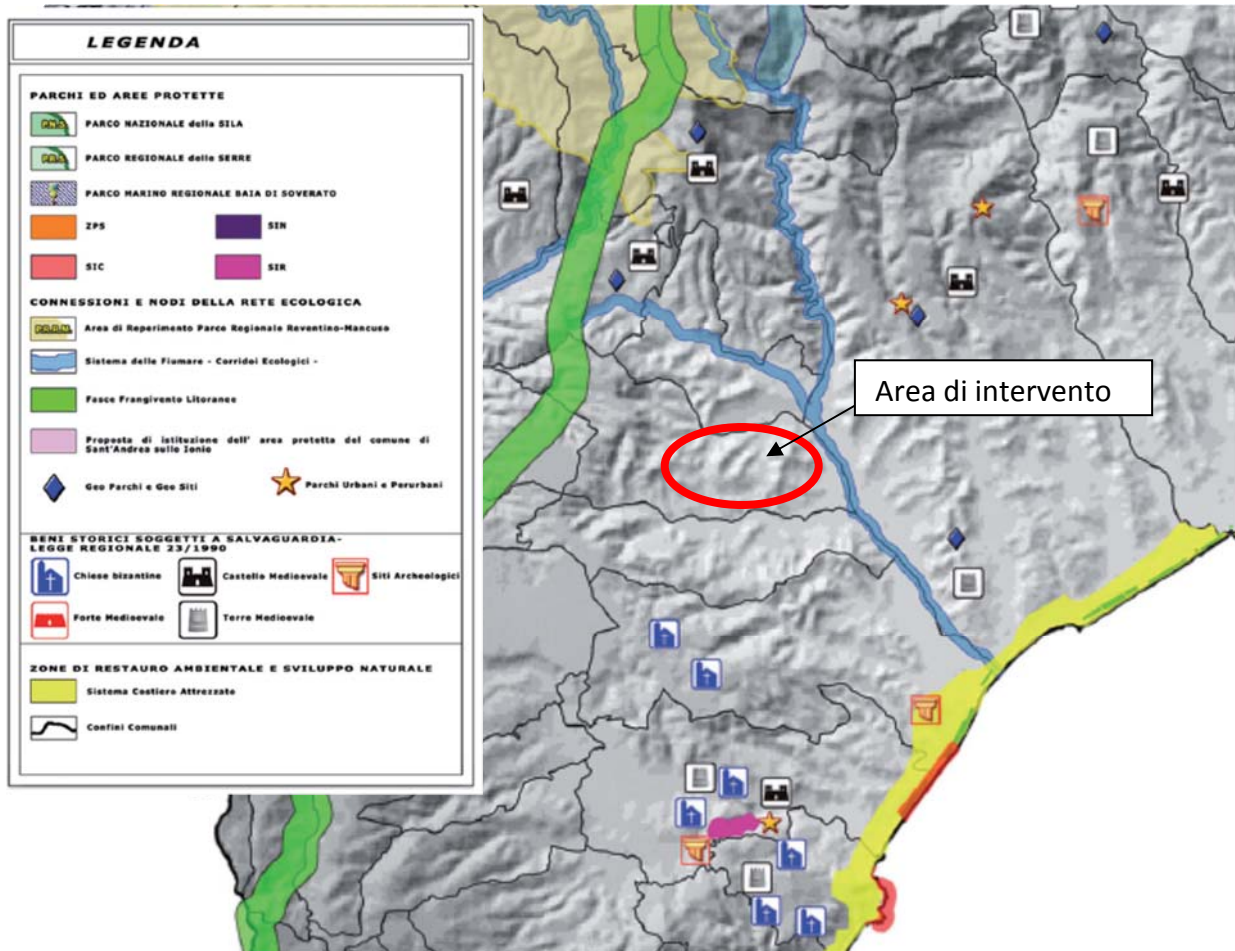 LEGENDA
PARCHI ED AREE PROTETTE
P.N.S. PARCO NAZIONALE della SILA
P.R.S. PARCO REGIONALE delle SERRE
PARCO MARINO REGIONALE BAIA DI SOVERATO
ZPS SIN
SIC SIR
CONNESSIONI E NODI DELLA RETE ECOLOGICA
P.R.R.M. Area di Reperimento Parco Regionale Reventino-Mancuso
Sistema delle Fiumare - Corridoi Ecologici -
Fasce Frangivento Litoranee
Proposta di istituzione dell' area protetta del comune di
Sant'Andrea sullo Ionio
Geo Parchi e Geo Siti Parchi Urbani e Perurbani
BENI STORICI SOGGETTI A SALVAGUARDIA-
LEGGE REGIONALE 23/1990
Chiese bizantine Castello Medioevale Siti Archeologici
Forte Medioevale Torre Medioevale
ZONE DI RESTAURO AMBIENTALE E SVILUPPO NATURALE
Sistema Costiero Attrezzato
Confini Comunali
Area di intervento